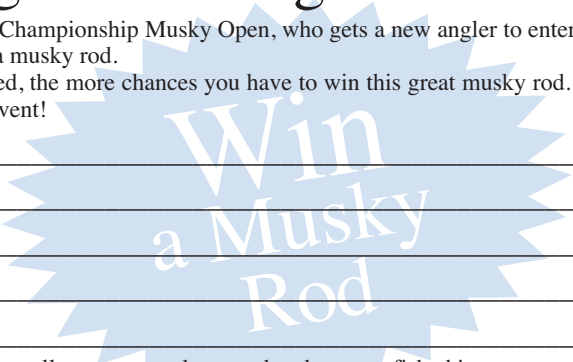 Championship Musky Open, who gets a new angler to enter
a musky rod.
ed, the more chances you have to win this great musky rod.
vent!
Win
a Musky
Rod